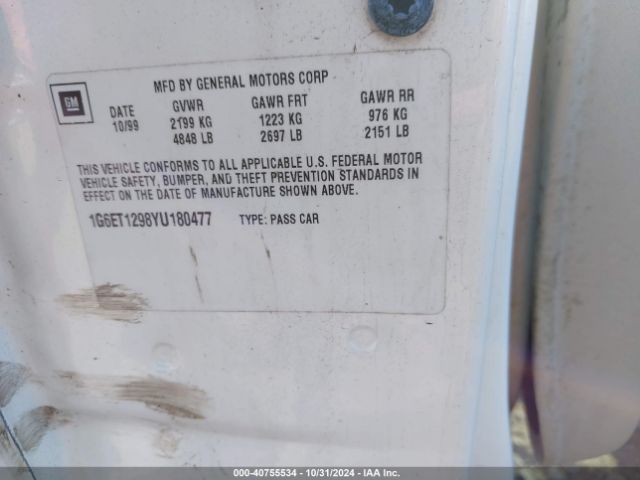 MFD BY GENERAL MOTORS CORP
GM
DATE GVWR GAWR FRT GAWR RR
10/99 2199 KG 1223 KG 976 KG
4848 LB 2697 LB 2151 LB
THIS VEHICLE CONFORMS TO ALL APPLICABLE U.S. FEDERAL MOTOR
VEHICLE SAFETY, BUMPER, AND THEFT PREVENTION STANDARDS IN
EFFECT ON THE DATE OF MANUFACTURE SHOWN ABOVE.
1G6ET1298YU180477 TYPE: PASS CAR
000-40755534 - 10/31/2024 - IAA Inc.